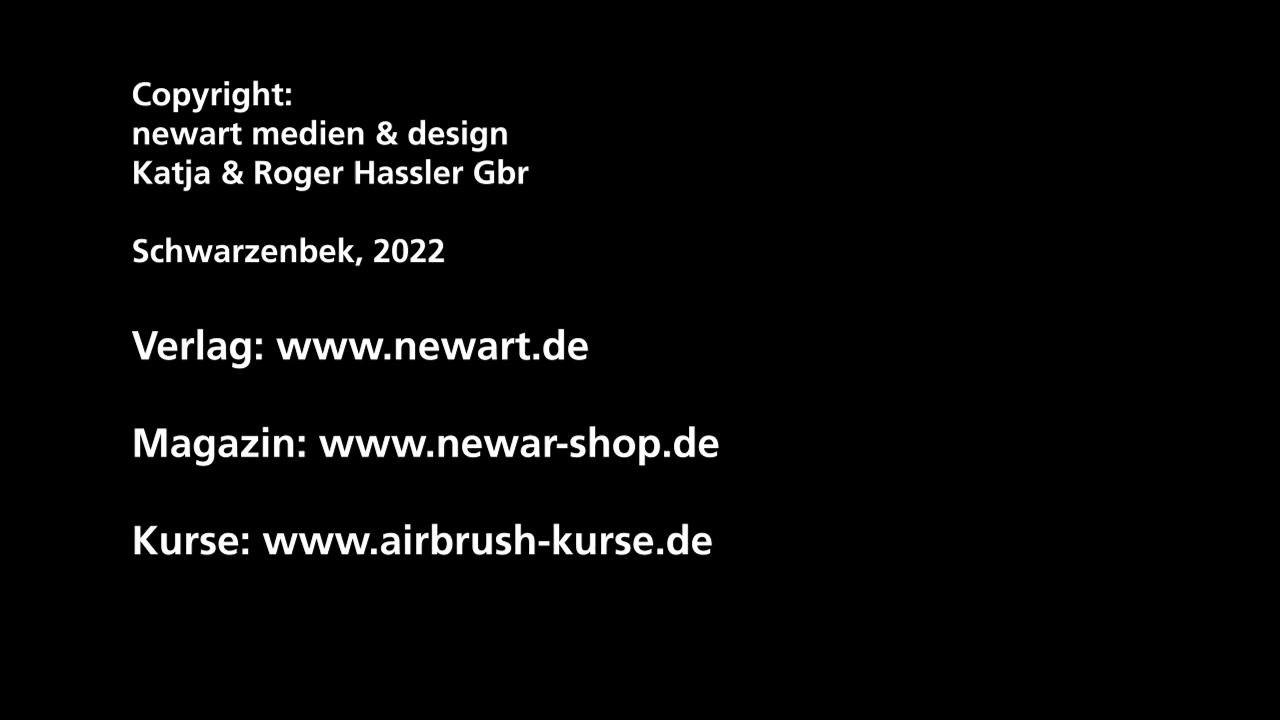 Copyright:
newart medien & design
Katja & Roger Hassler Gbr
Schwarzenbek, 2022
Verlag: www.newart.de
Magazin: www.newar-shop.de
Kurse: www.airbrush-kurse.de